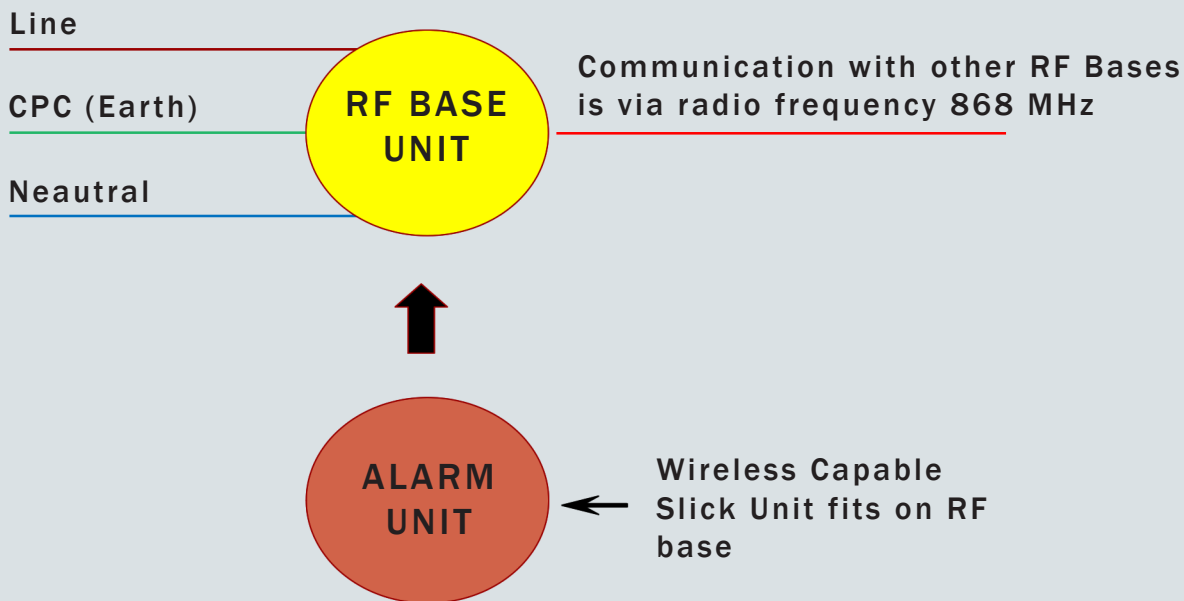 Line
CPC (Earth)
Neautral
RF BASE
UNIT
Communication with other RF Bases
is via radio frequency 868 MHz
ALARM
UNIT
Wireless Capable
Slick Unit fits on RF
base